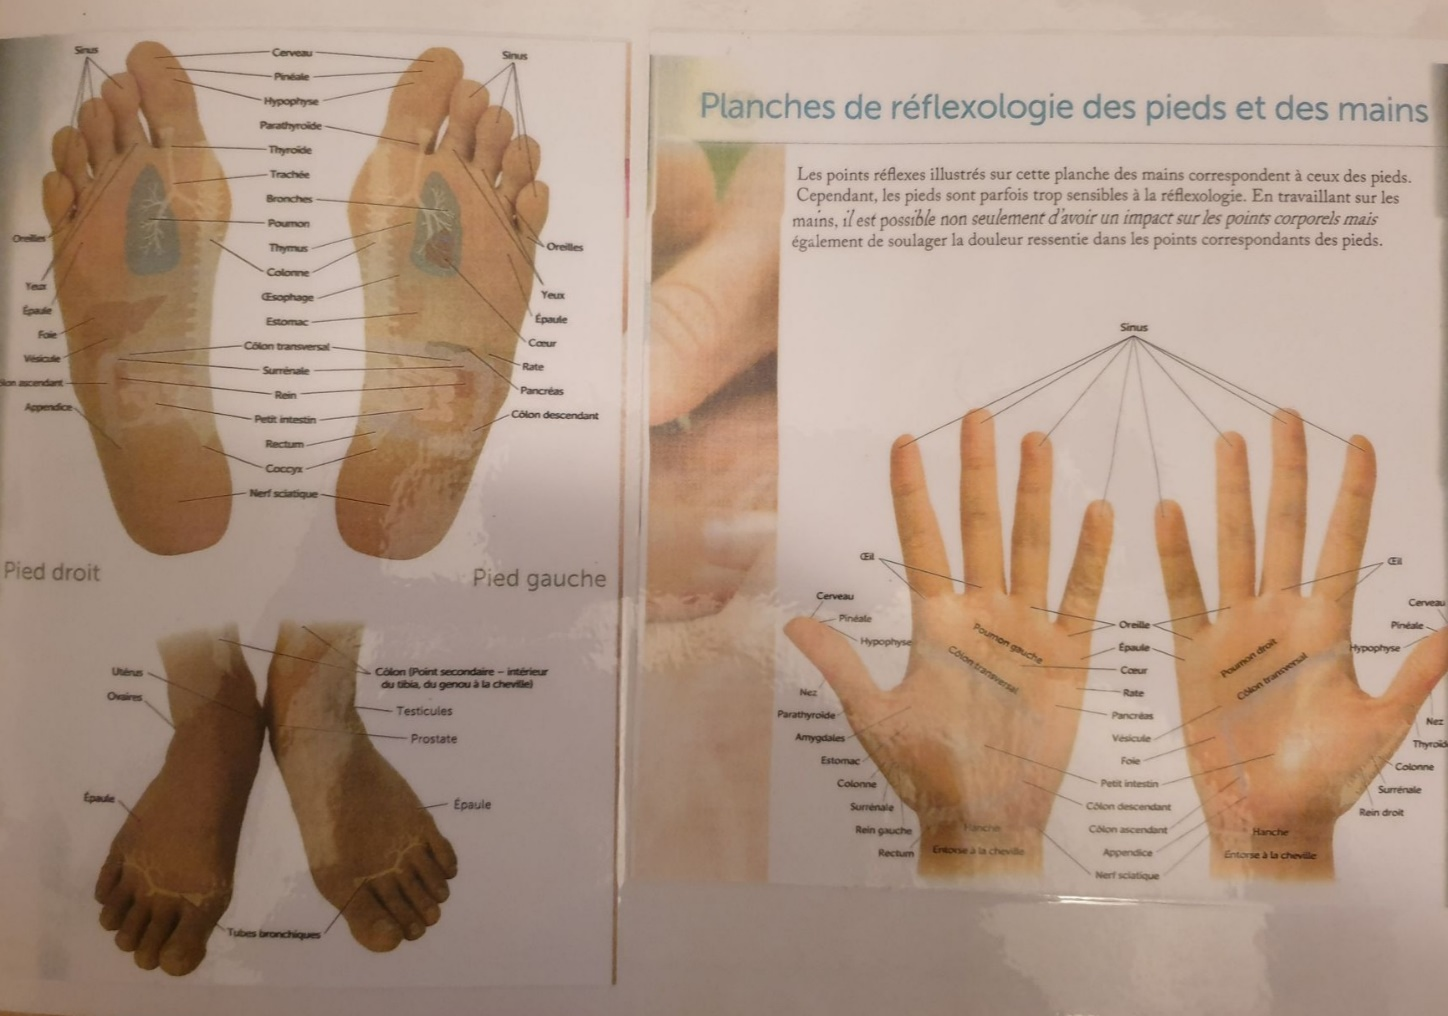 Sinus
Cerveau
Pinéale
Hypophyse
Parathyroïde
Thyroïde
Trachée
Bronches
Poumon
Thymus
Colonne
Œsophage
Estomac
Côlon transversal
Surrénale
Rein
Petit intestin
Rectum
Coccyx
Nerf sciatique
Oreilles
Yeux
Épaule
Foie
Vésicule
lon ascendant
Appendice
Sinus
Oreilles
Yeux
Épaule
Cœur
Rate
Pancréas
Côlon descendant
Pied droit
Pied gauche
Utérus
Ovaires
Épaule
Côlon (Point secondaire – intérieur
du tibia, du genou à la cheville)
Testicules
Prostate
Épaule
Tubes bronchiques
Planches de réflexologie des pieds et des mains
Les points réflexes illustrés sur cette planche des mains correspondent à ceux des pieds.
Cependant, les pieds sont parfois trop sensibles à la réflexologie. En travaillant sur les
mains, il est possible non seulement d'avoir un impact sur les points corporels mais
également de soulager la douleur ressentie dans les points correspondants des pieds.
Sinus
Œil
Cerveau
Pinéale
Hypophyse
Nez
Parathyroïde
Amygdales
Estomac
Colonne
Surrénale
Rein gauche
Rectum
Poumon gauche
Côlon transversal
Hanche
Entorse à la cheville
Oreille
Épaule
Cœur
Rate
Pancréas
Vésicule
Foie
Petit intestin
Côlon descendant
Côlon ascendant
Appendice
Nerf sciatique
Poumon droit
Côlon transversal
Hanche
Entorse à la cheville
Œil
Cerveau
Pinéale
Hypophyse
Nez
Thyroïd
Colonne
Surrénale
Rein droit